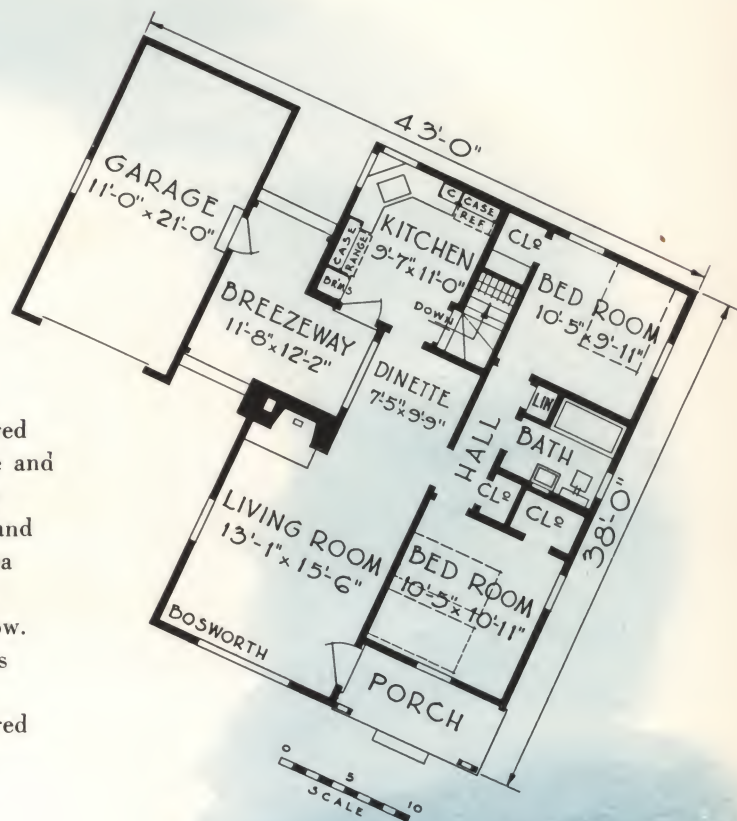 43'-0"
GARAGE
11'-0" x 21'-0"
C CASE
REF.
KITCHEN
9'-7" x 11'-0"
CASE
RANGE
CLO
BED ROOM
10'-5" x 9'-11"
BREEZEWAY
11'-8" x 12'-2"
DOWN
DINETTE
7'-5" x 9'-9"
LIN
BATH
HALL
CLO
CLO
38'-0"
LIVING ROOM
13'-1" x 15'-6"
BED ROOM
10'-5" x 10'-11"
BOSWORTH
PORCH
0 5 10
SCALE
red
and
and
a
ow.
s
red